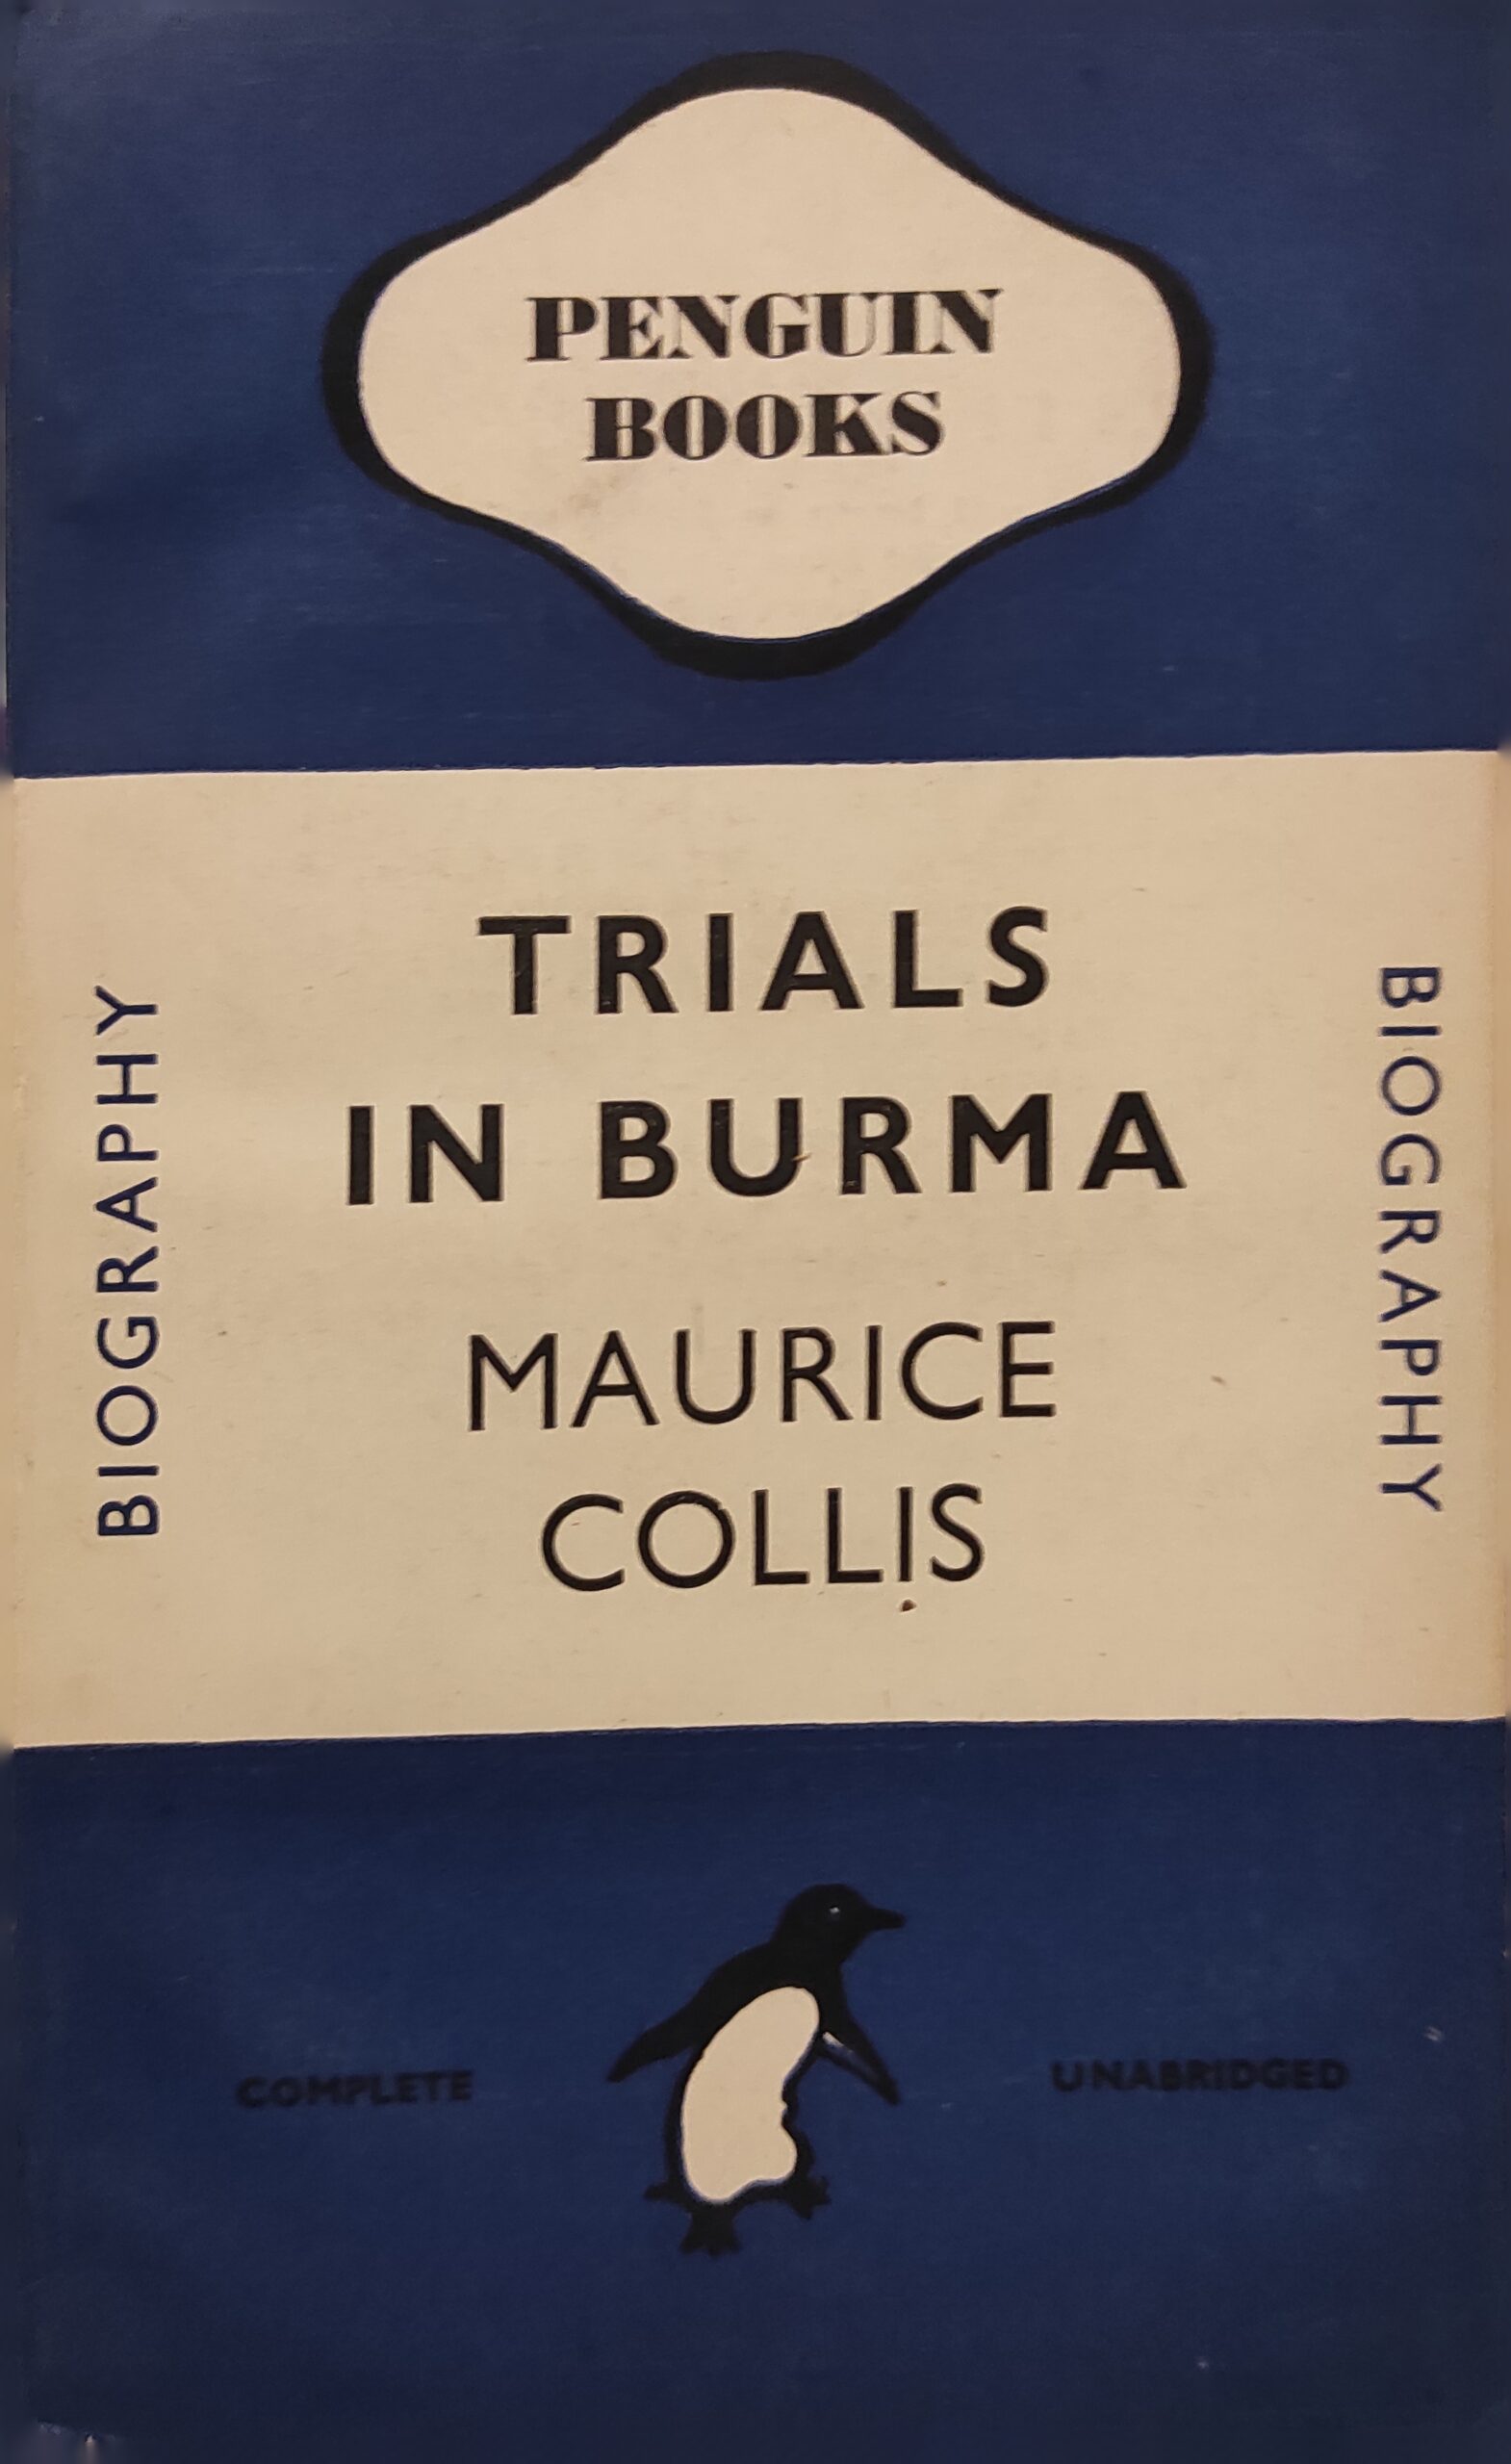 PENGUIN
BOOKS
BIOGRAPHY
TRIALS
IN BURMA
MAURICE
COLLIS
BIOGRAPHY
COMPLETE
UNABRIDGED